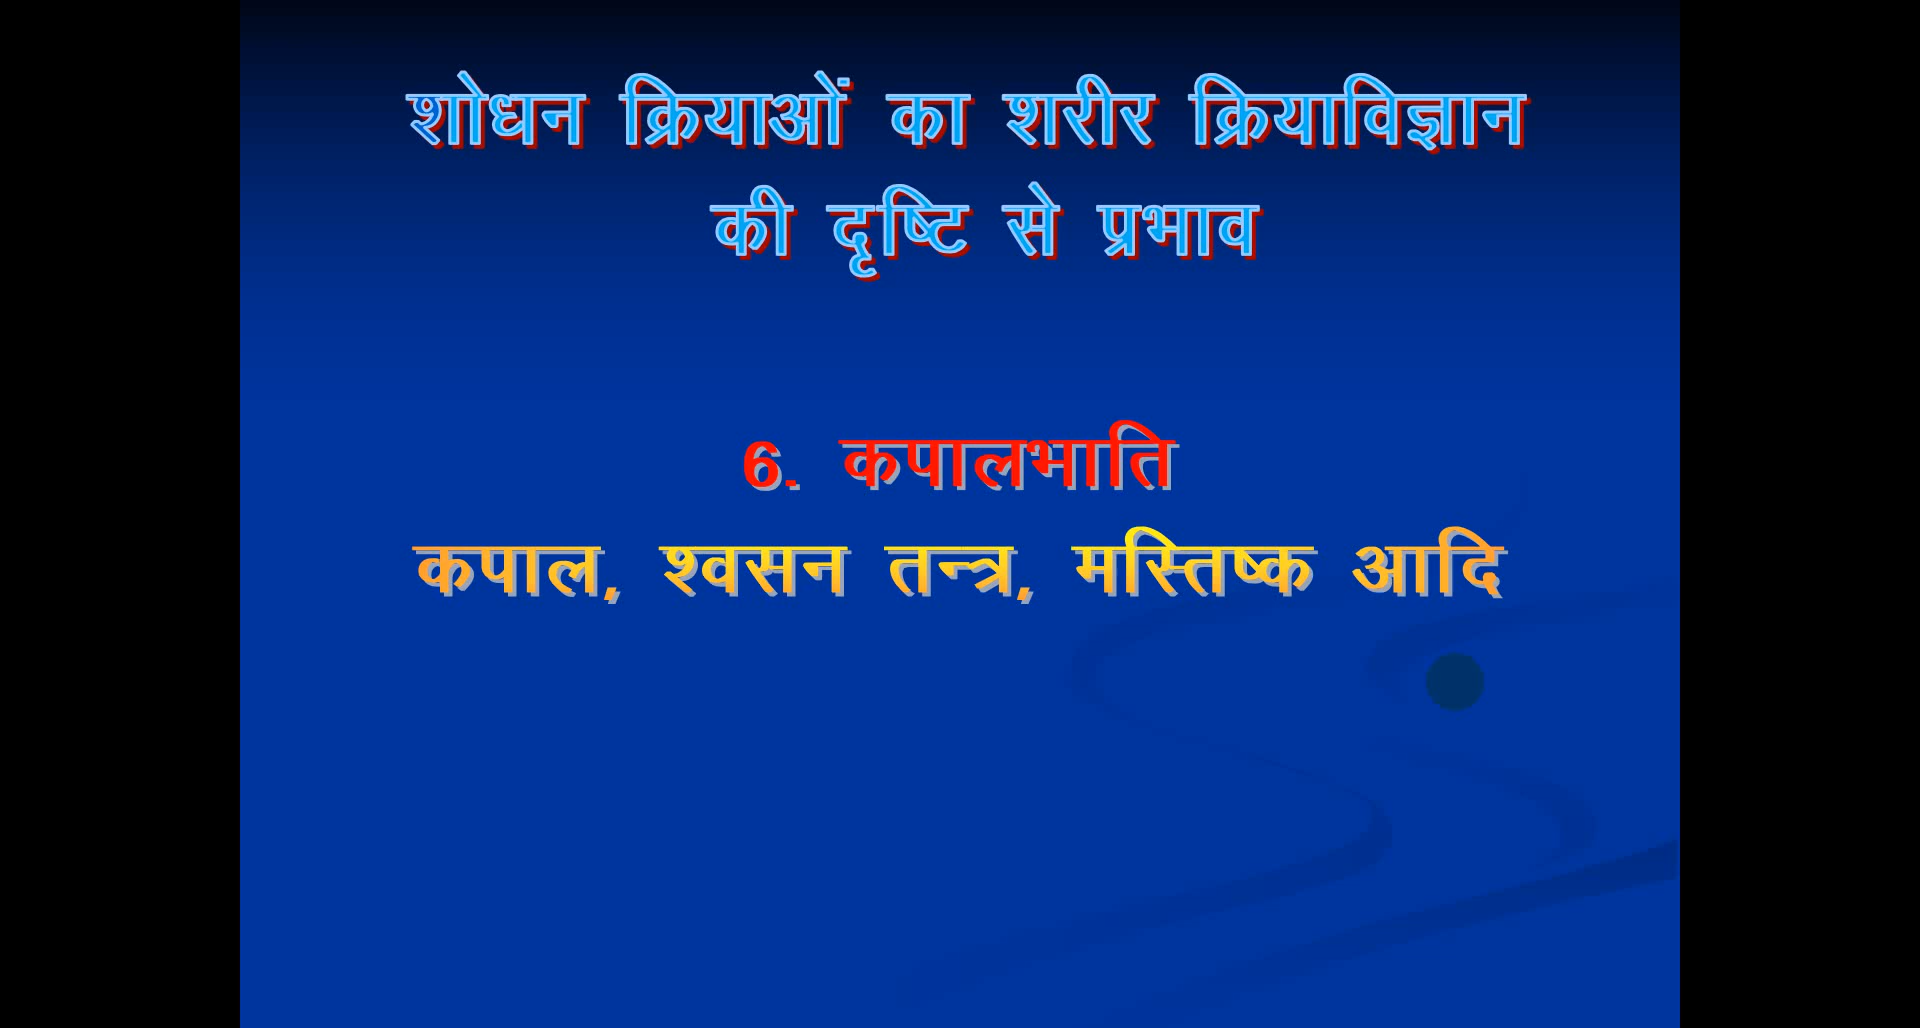 शोधन क्रियाओं का शरीर क्रियाविज्ञान
की दृष्टि से प्रभाव
6. कपालभाति
कपाल, श्वसन तन्त्र, मस्तिष्क आदि